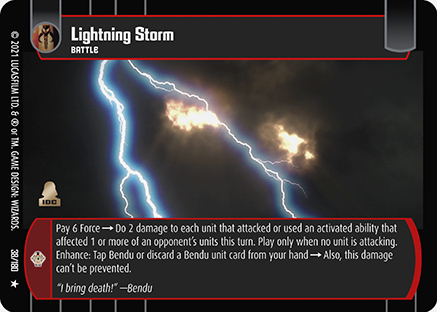 Lightning Storm
BATTLE
© 2021 LUCASFILM LTD. & ® or TM. GAME DESIGN: WIZARDS.
38/180
IDC
Pay 6 Force → Do 2 damage to each unit that attacked or used an activated ability that
affected 1 or more of an opponent's units this turn. Play only when no unit is attacking.
Enhance: Tap Bendu or discard a Bendu unit card from your hand → Also, this damage
can't be prevented.
"I bring death!" —Bendu